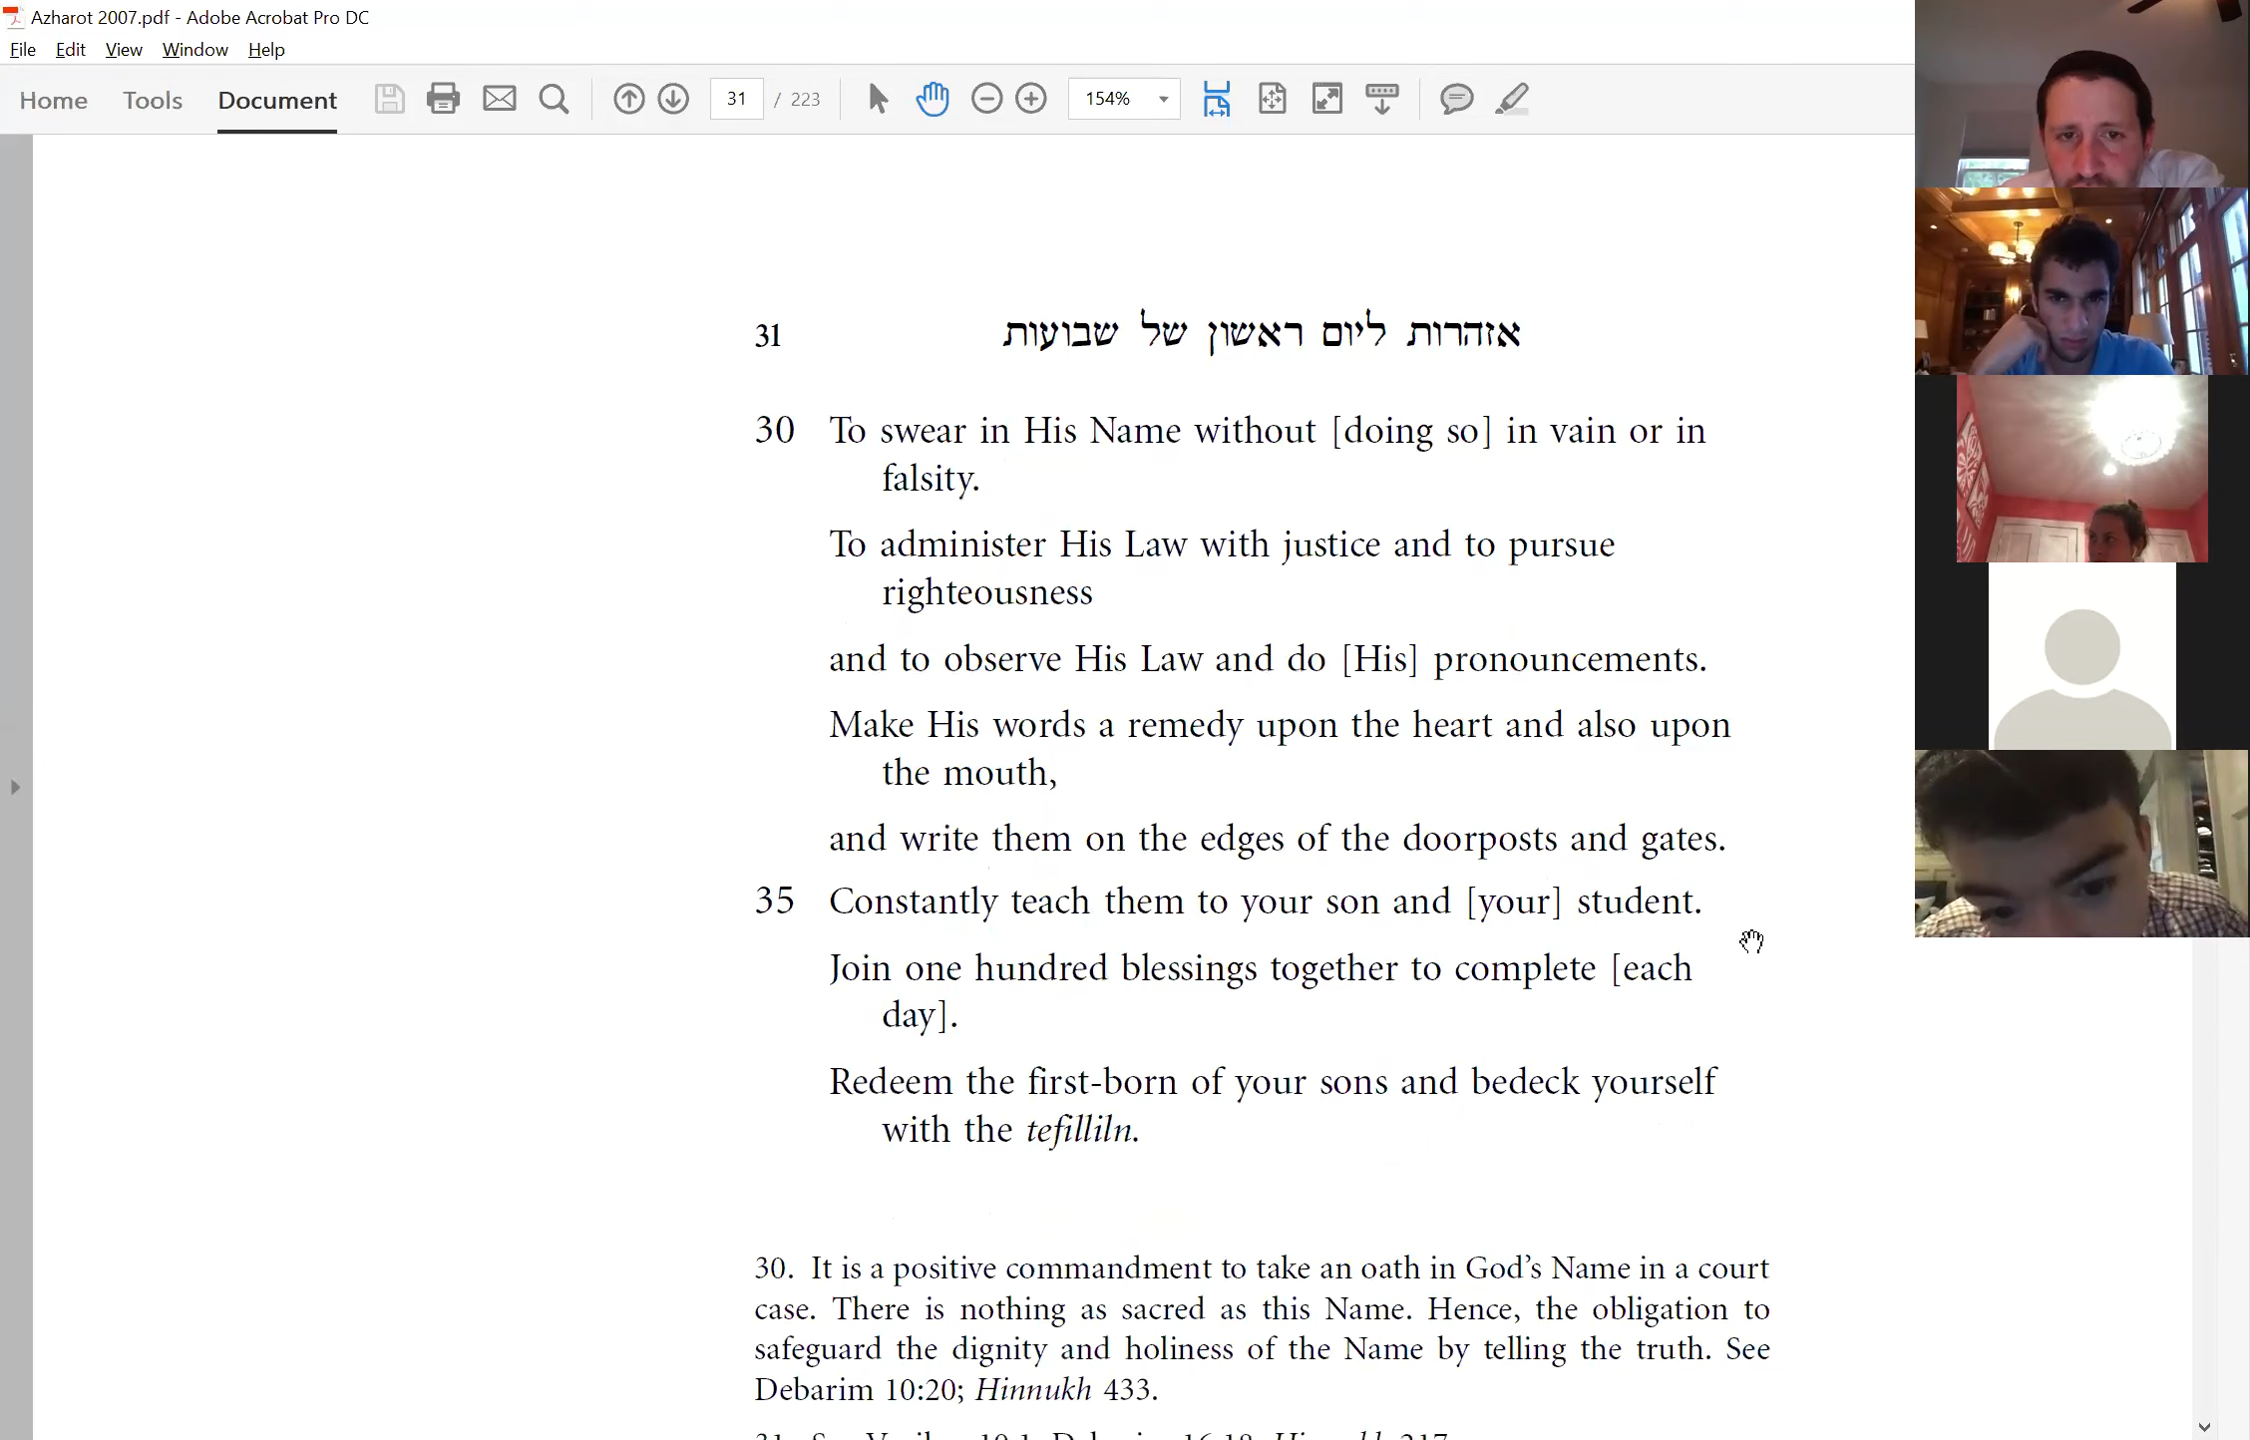 Azharot 2007.pdf - Adobe Acrobat Pro DC
File Edit View Window Help
Home Tools Document 31 / 223 154%
31 אזהרות ליום ראשון של שבועות
30 To swear in His Name without [doing so] in vain or in
falsity.
To administer His Law with justice and to pursue
righteousness
and to observe His Law and do [His] pronouncements.
Make His words a remedy upon the heart and also upon
the mouth,
and write them on the edges of the doorposts and gates.
35 Constantly teach them to your son and [your] student.
Join one hundred blessings together to complete [each
day].
Redeem the first-born of your sons and bedeck yourself
with the tefilliln.
30. It is a positive commandment to take an oath in God’s Name in a court
case. There is nothing as sacred as this Name. Hence, the obligation to
safeguard the dignity and holiness of the Name by telling the truth. See
Debarim 10:20; Hinnukh 433.